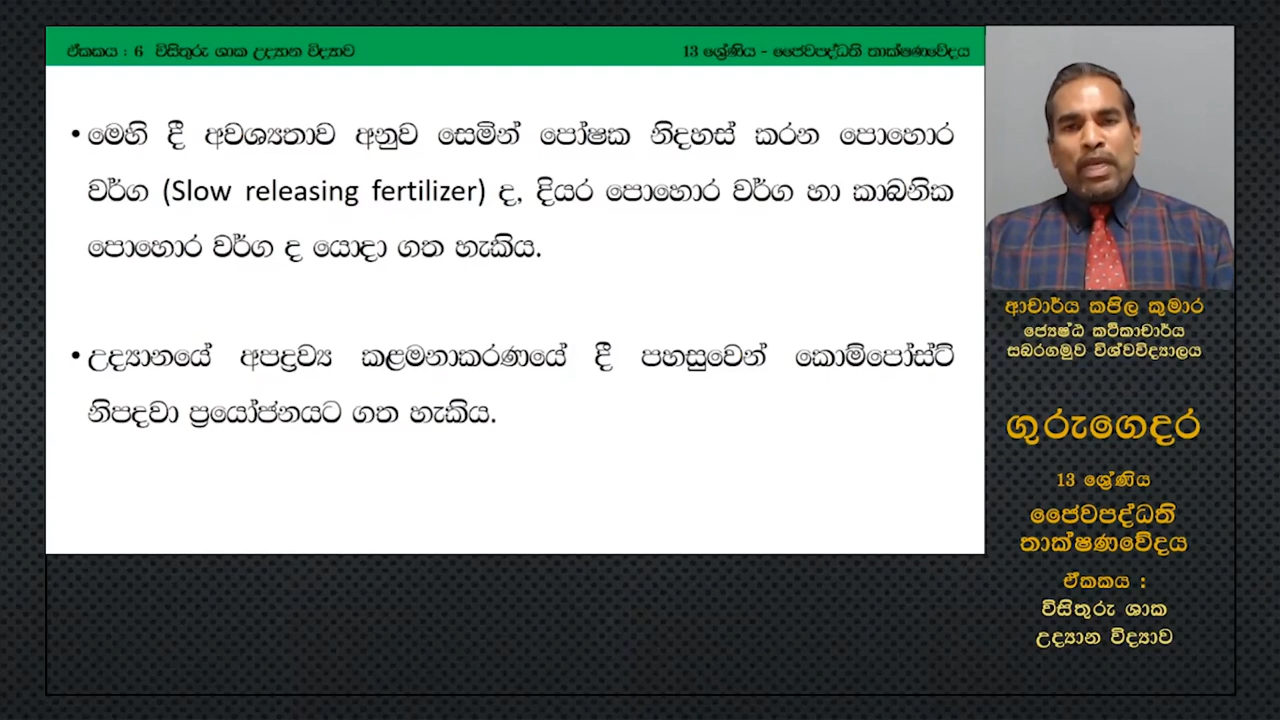 ඒකකය : 6 විසිතුරු ශාක උද්‍යාන විද්‍යාව
13 ශ්‍රේණිය - ජෛවපද්ධති තාක්ෂණවේදය
• මෙහි දී අවශ්‍යතාව අනුව සෙමින් පෝෂක නිදහස් කරන පොහොර
වර්ග (Slow releasing fertilizer) ද, දියර පොහොර වර්ග හා කාබනික
පොහොර වර්ග ද යොදා ගත හැකිය.
• උද්‍යානයේ අපද්‍රව්‍ය කළමනාකරණයේ දී පහසුවෙන් කොම්පෝස්ට්
නිපදවා ප්‍රයෝජනයට ගත හැකිය.
ආචාර්ය කපිල කුමාර
ජ්‍යෙෂ්ඨ කථිකාචාර්ය
සබරගමුව විශ්වවිද්‍යාලය
ගුරුගෙදර
13 ශ්‍රේණිය
ජෛවපද්ධති
තාක්ෂණවේදය
ඒකකය :
විසිතුරු ශාක
උද්‍යාන විද්‍යාව